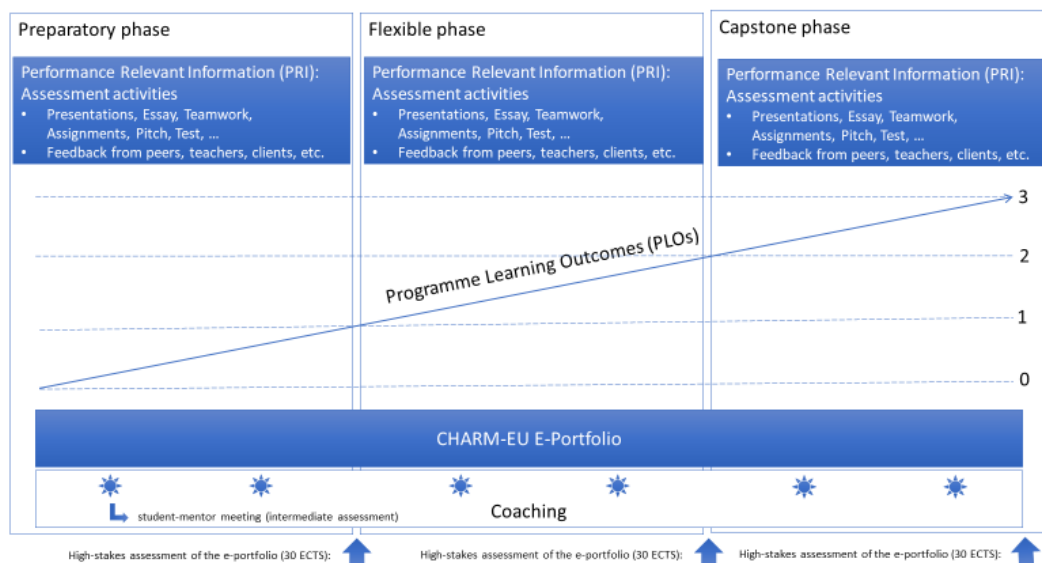 Preparatory phase
Performance Relevant Information (PRI):
Assessment activities
• Presentations, Essay, Teamwork,
Assignments, Pitch, Test, ...
• Feedback from peers, teachers, clients, etc.
Flexible phase
Performance Relevant Information (PRI):
Assessment activities
• Presentations, Essay, Teamwork,
Assignments, Pitch, Test, ...
• Feedback from peers, teachers, clients, etc.
Capstone phase
Performance Relevant Information (PRI):
Assessment activities
• Presentations, Essay, Teamwork,
Assignments, Pitch, Test, ...
• Feedback from peers, teachers, clients, etc.
3
Programme Learning Outcomes (PLOs)
2
1
0
CHARM-EU E-Portfolio
student-mentor meeting (intermediate assessment)
Coaching
High-stakes assessment of the e-portfolio (30 ECTS):
High-stakes assessment of the e-portfolio (30 ECTS):
High-stakes assessment of the e-portfolio (30 ECTS):